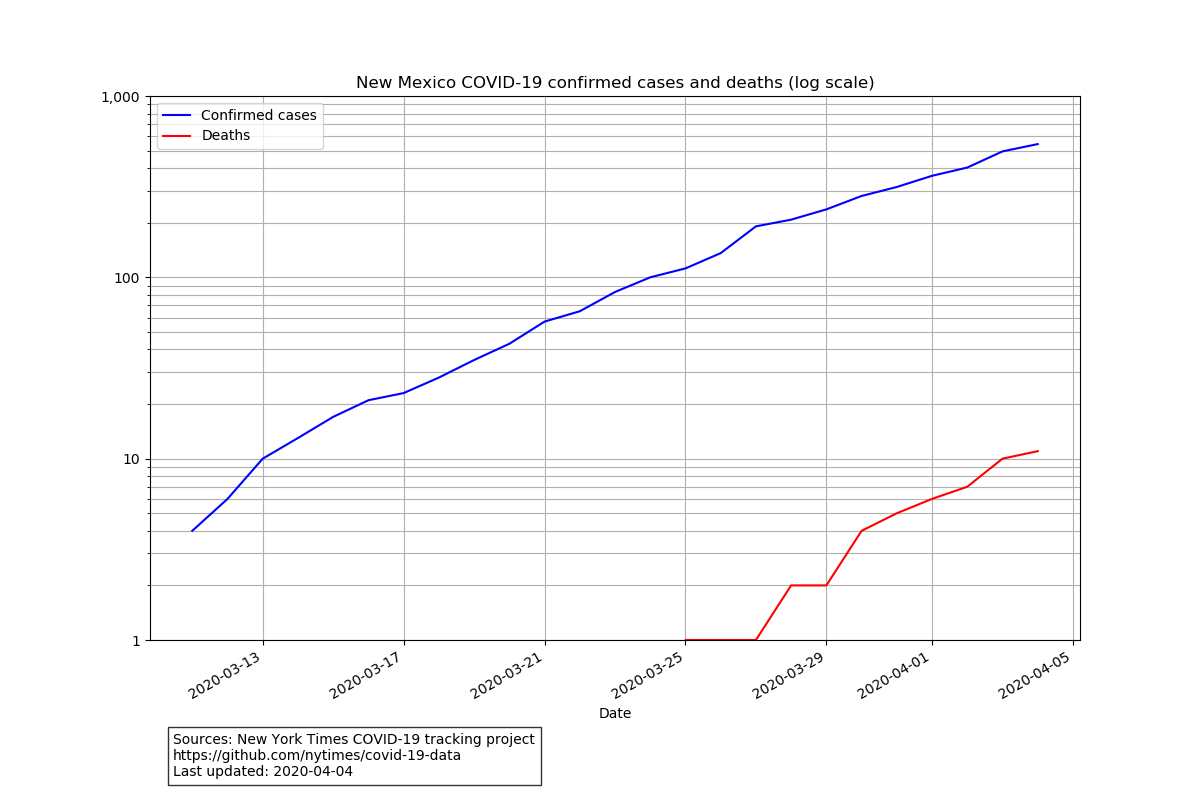 New Mexico COVID-19 confirmed cases and deaths (log scale)
1,000
100
10
1
Confirmed cases
Deaths
2020-03-13
2020-03-17
2020-03-21
2020-03-25
2020-03-29
2020-04-01
2020-04-05
Date
Sources: New York Times COVID-19 tracking project
https://github.com/nytimes/covid-19-data
Last updated: 2020-04-04